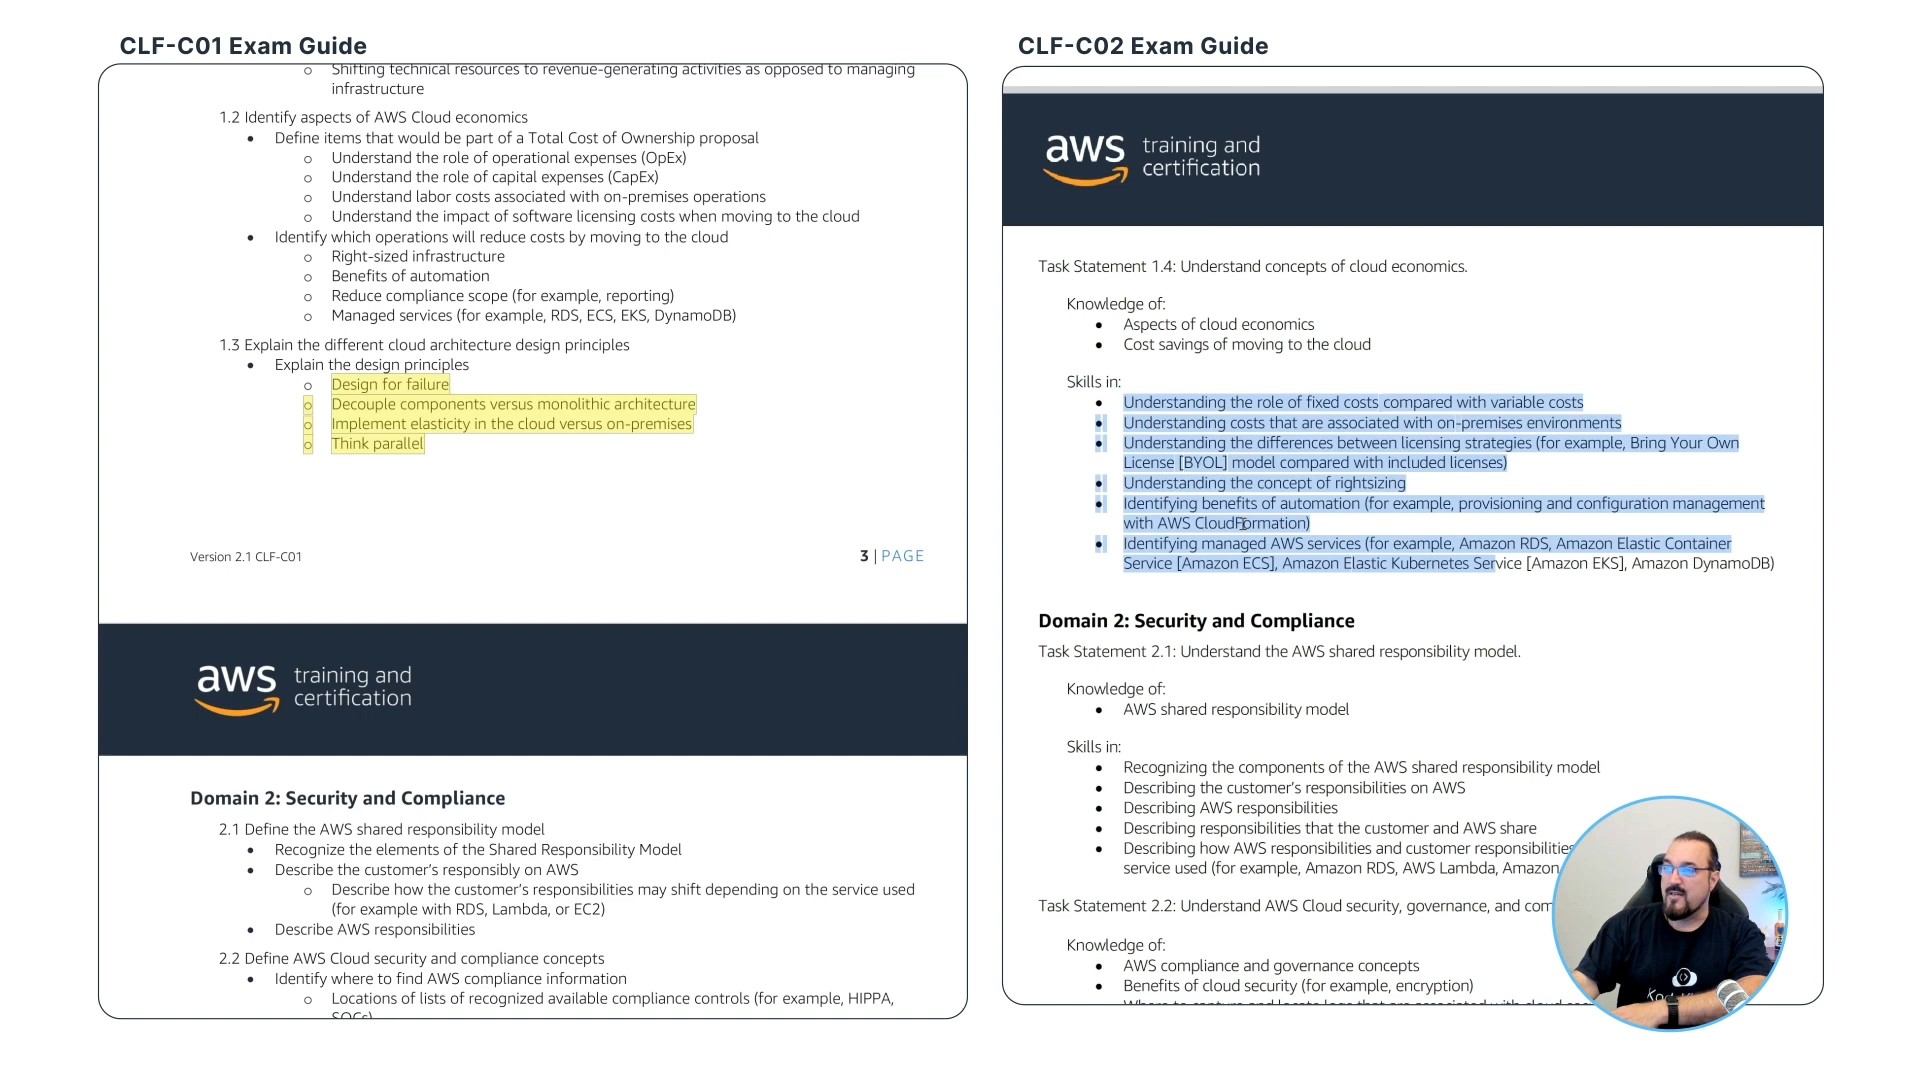 CLF-C01 Exam Guide
o Shifting technical resources to revenue-generating activities as opposed to managing
infrastructure
1.2 Identify aspects of AWS Cloud economics
• Define items that would be part of a Total Cost of Ownership proposal
o Understand the role of operational expenses (OpEx)
o Understand the role of capital expenses (CapEx)
o Understand labor costs associated with on-premises operations
o Understand the impact of software licensing costs when moving to the cloud
• Identify which operations will reduce costs by moving to the cloud
o Right-sized infrastructure
o Benefits of automation
o Reduce compliance scope (for example, reporting)
o Managed services (for example, RDS, ECS, EKS, DynamoDB)
1.3 Explain the different cloud architecture design principles
• Explain the design principles
o Design for failure
o Decouple components versus monolithic architecture
o Implement elasticity in the cloud versus on-premises
o Think parallel
Version 2.1 CLF-C01 3 | PAGE
aws training and
certification
Domain 2: Security and Compliance
2.1 Define the AWS shared responsibility model
• Recognize the elements of the Shared Responsibility Model
• Describe the customer's responsibly on AWS
o Describe how the customer's responsibilities may shift depending on the service used
(for example with RDS, Lambda, or EC2)
• Describe AWS responsibilities
2.2 Define AWS Cloud security and compliance concepts
• Identify where to find AWS compliance information
o Locations of lists of recognized available compliance controls (for example, HIPPA,
SOCs)
CLF-C02 Exam Guide
aws training and
certification
Task Statement 1.4: Understand concepts of cloud economics.
Knowledge of:
• Aspects of cloud economics
• Cost savings of moving to the cloud
Skills in:
• Understanding the role of fixed costs compared with variable costs
• Understanding costs that are associated with on-premises environments
• Understanding the differences between licensing strategies (for example, Bring Your Own
License [BYOL] model compared with included licenses)
• Understanding the concept of rightsizing
• Identifying benefits of automation (for example, provisioning and configuration management
with AWS CloudFormation)
• Identifying managed AWS services (for example, Amazon RDS, Amazon Elastic Container
Service [Amazon ECS], Amazon Elastic Kubernetes Service [Amazon EKS], Amazon DynamoDB)
Domain 2: Security and Compliance
Task Statement 2.1: Understand the AWS shared responsibility model.
Knowledge of:
• AWS shared responsibility model
Skills in:
• Recognizing the components of the AWS shared responsibility model
• Describing the customer's responsibilities on AWS
• Describing AWS responsibilities
• Describing responsibilities that the customer and AWS share
• Describing how AWS responsibilities and customer responsibilities
service used (for example, Amazon RDS, AWS Lambda, Amazon
Task Statement 2.2: Understand AWS Cloud security, governance, and com
Knowledge of:
• AWS compliance and governance concepts
• Benefits of cloud security (for example, encryption)
Where to capture and locate logs that are associated with cloud